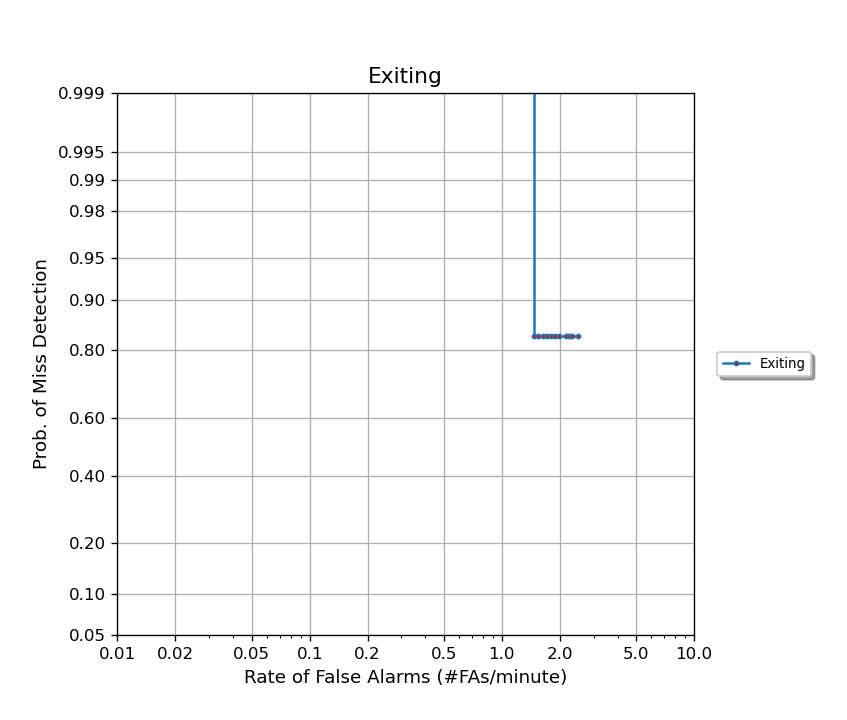 Exiting
0.999
0.995
0.99
0.98
0.95
0.90
0.80
0.60
0.40
0.20
0.10
0.05
Prob. of Miss Detection
0.01 0.02 0.05 0.1 0.2 0.5 1.0 2.0 5.0 10.0
Rate of False Alarms (#FAs/minute)
Exiting